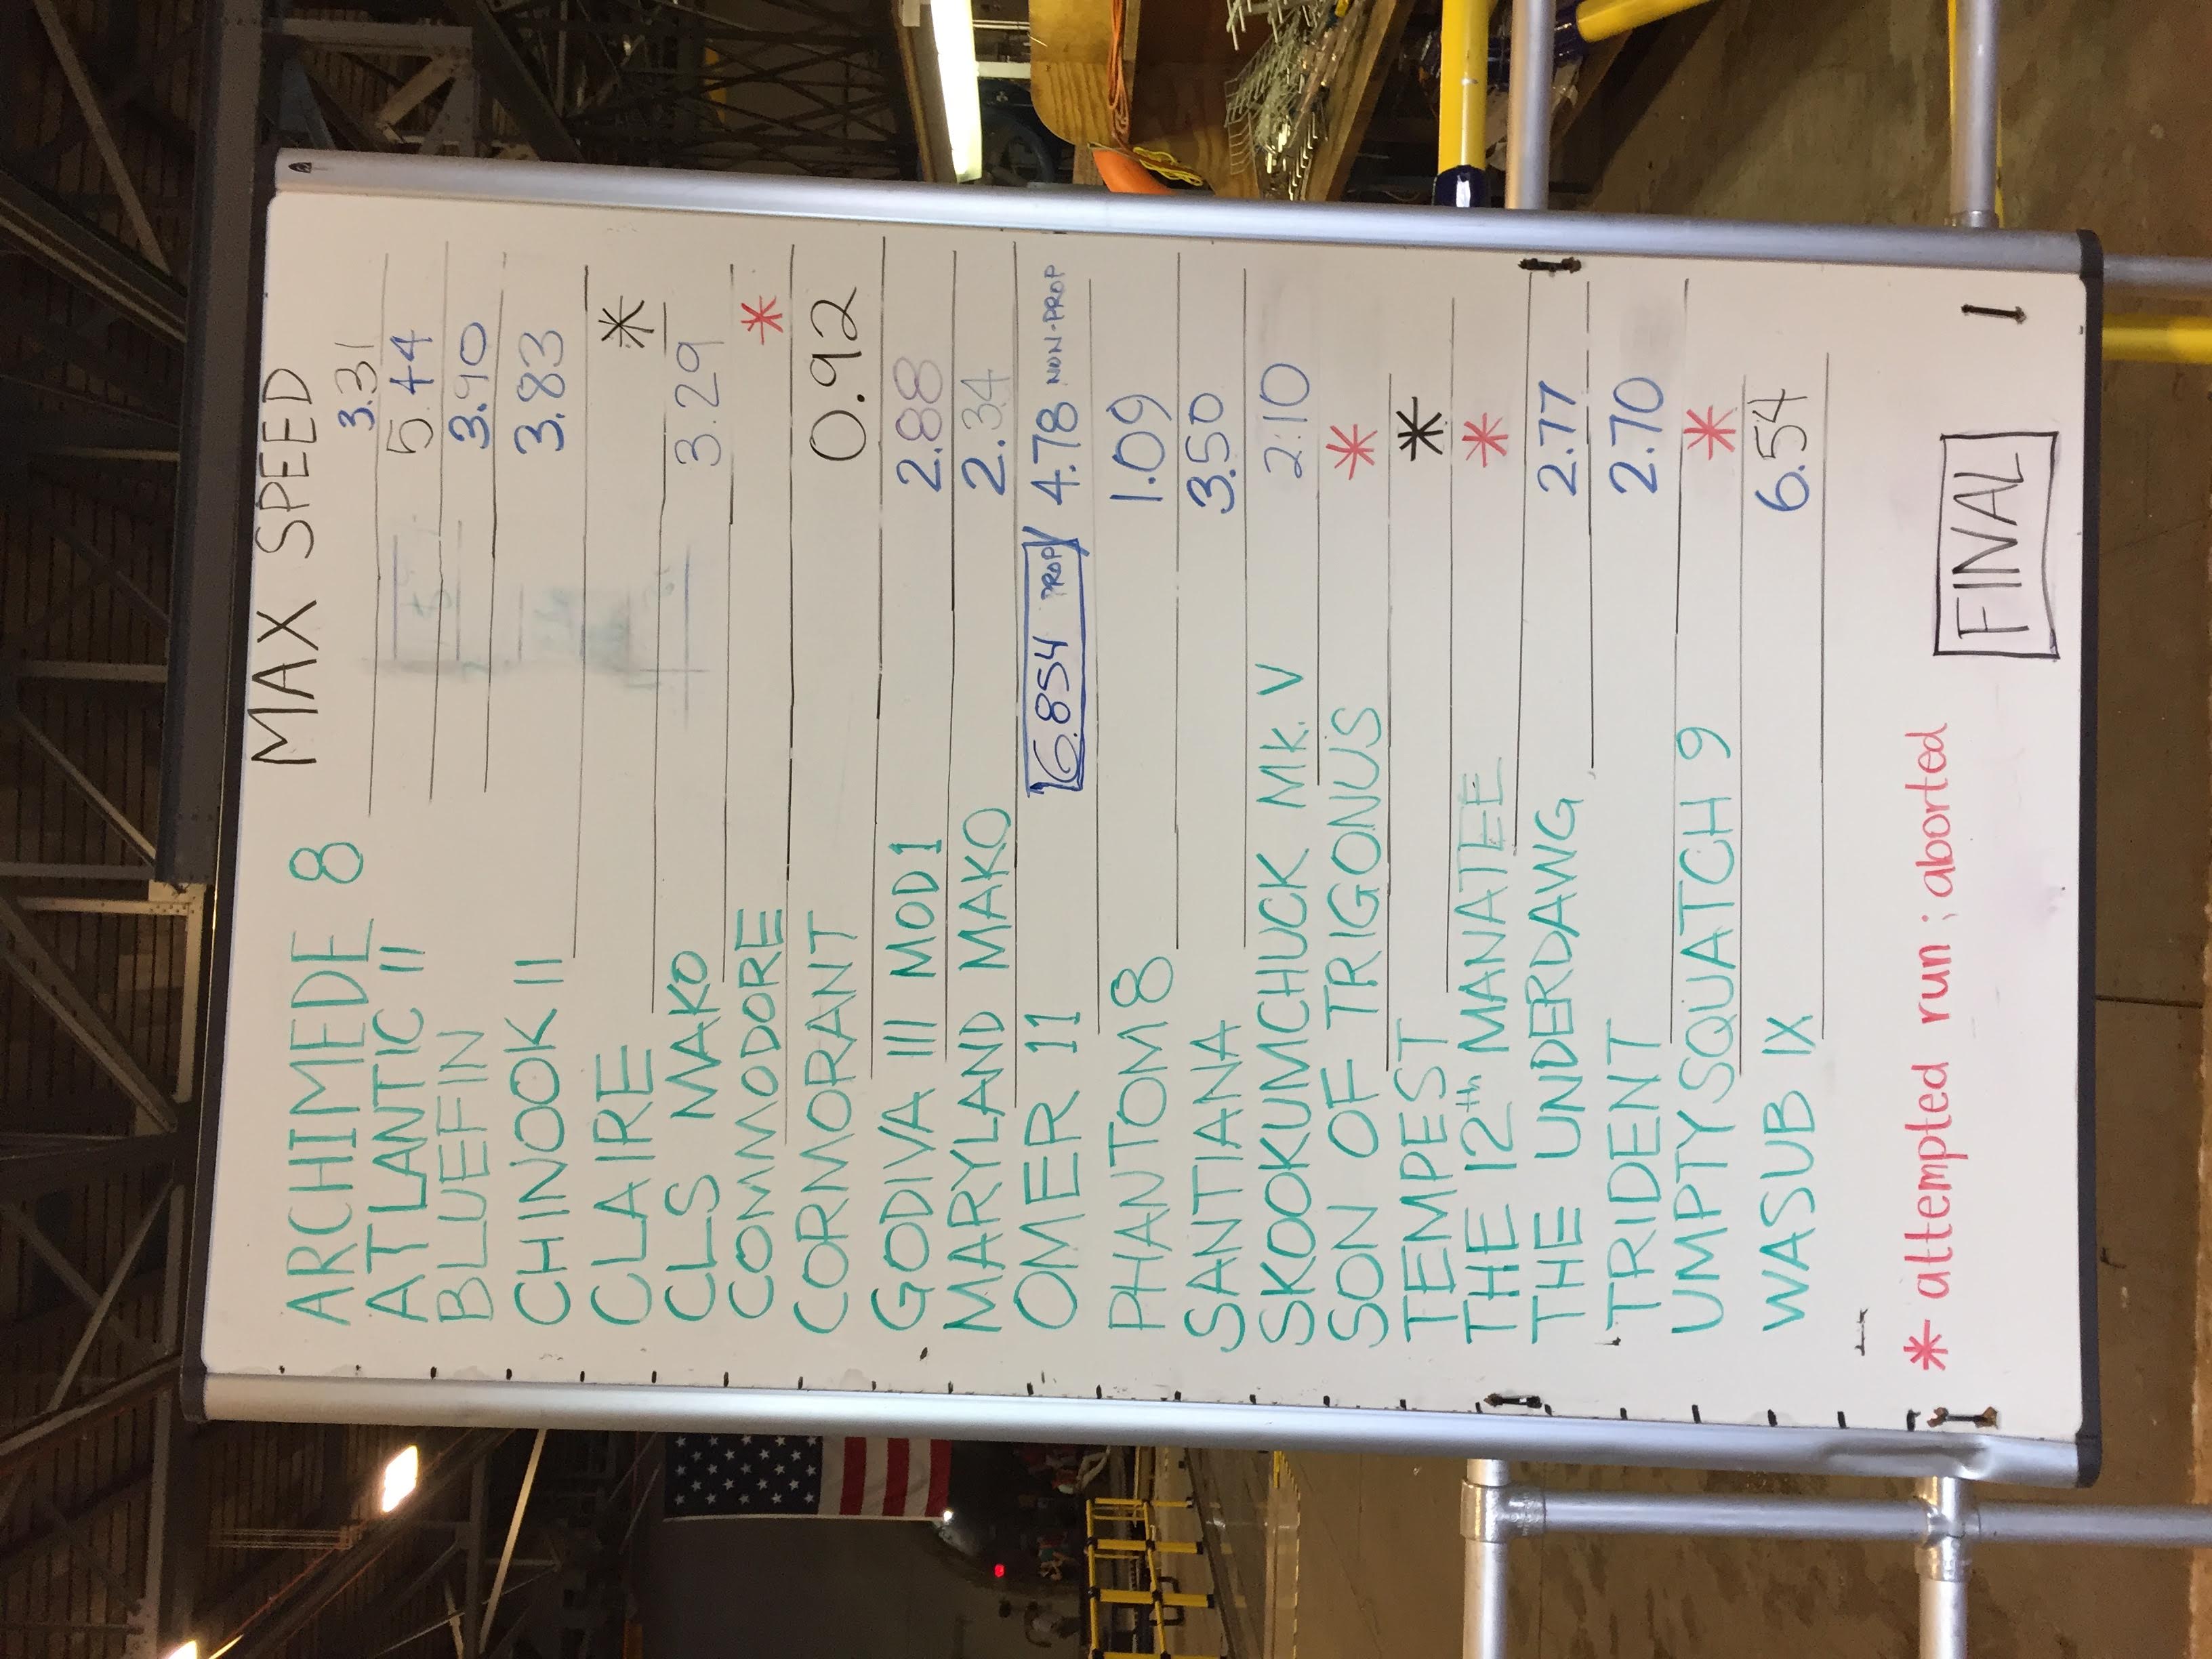 MAX SPEED
ARCHIMEDE 8 3.31
ATLANTIC II 5.44
BLUEFIN 3.90
CHINOOK II 3.83
CLAIRE *
CLS MAKO 3.29
COMMODORE *
CORMORANT 0.92
GODIVA III MOD1 2.88
MARYLAND MAKO 2.34
OMER 11 6.854 PROP / 4.78 NON-PROP
PHANTOM 8 1.09
SANTIANA 3.50
SKOOKUMCHUCK Mk. V 2.10
SON OF TRIGONUS *
TEMPEST *
THE 12th MANATEE *
THE UNDERDAWG 2.77
TRIDENT 2.70
UMPTYSQUATCH 9 *
WASUB IX 6.54
* attempted run ; aborted
FINAL